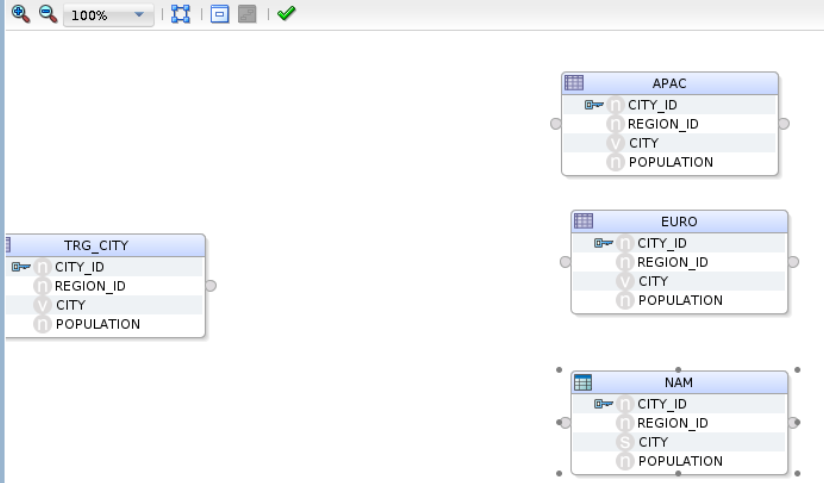 100%
APAC
n CITY_ID
n REGION_ID
v CITY
n POPULATION
TRG_CITY
n CITY_ID
n REGION_ID
v CITY
n POPULATION
EURO
n CITY_ID
n REGION_ID
v CITY
n POPULATION
NAM
n CITY_ID
n REGION_ID
s CITY
n POPULATION